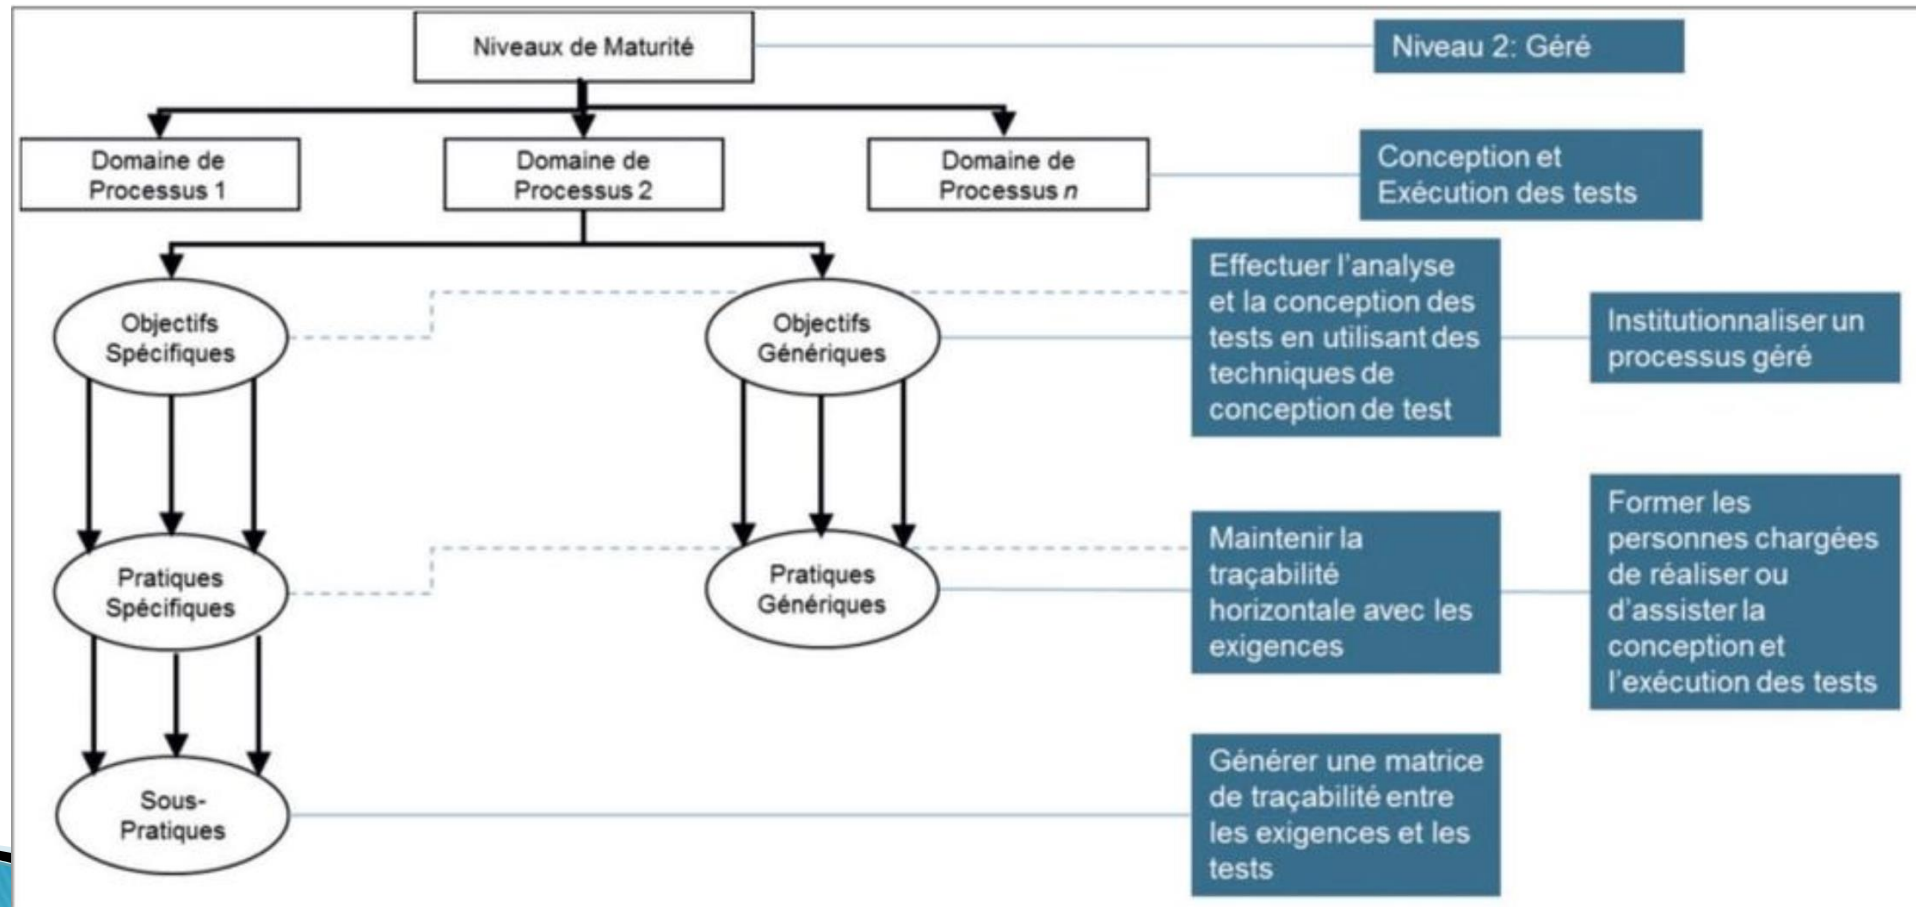 Niveaux de Maturité
Niveau 2: Géré
Domaine de
Processus 1
Domaine de
Processus 2
Domaine de
Processus n
Conception et
Exécution des tests
Objectifs
Spécifiques
Objectifs
Génériques
Effectuer l'analyse
et la conception des
tests en utilisant des
techniques de
conception de test
Institutionnaliser un
processus géré
Pratiques
Spécifiques
Pratiques
Génériques
Maintenir la
traçabilité
horizontale avec les
exigences
Former les
personnes chargées
de réaliser ou
d'assister la
conception et
l'exécution des tests
Sous-
Pratiques
Générer une matrice
de traçabilité entre
les exigences et les
tests